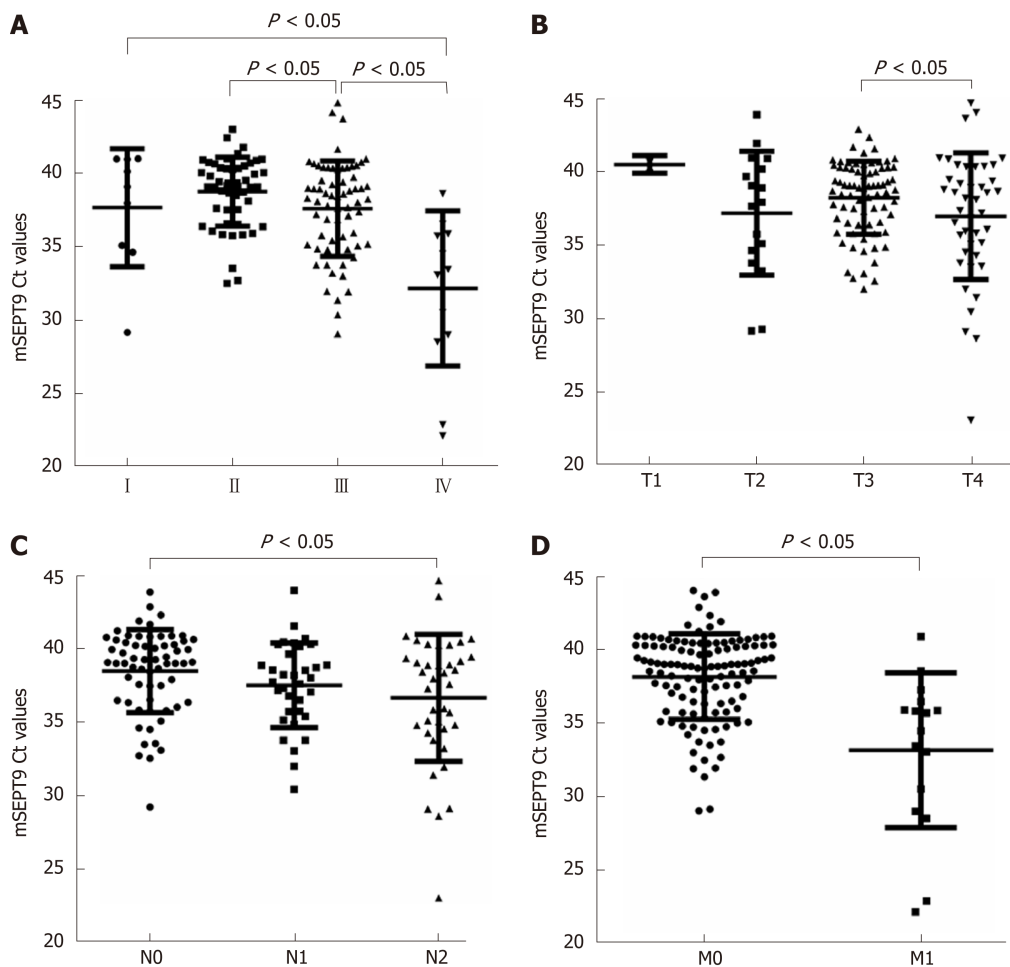 A
P < 0.05
P < 0.05
P < 0.05
mSEPT9 Ct values
45
40
35
30
25
20
I
II
III
IV
B
P < 0.05
mSEPT9 Ct values
45
40
35
30
25
20
T1
T2
T3
T4
C
P < 0.05
mSEPT9 Ct values
45
40
35
30
25
20
N0
N1
N2
D
P < 0.05
mSEPT9 Ct values
45
40
35
30
25
20
M0
M1